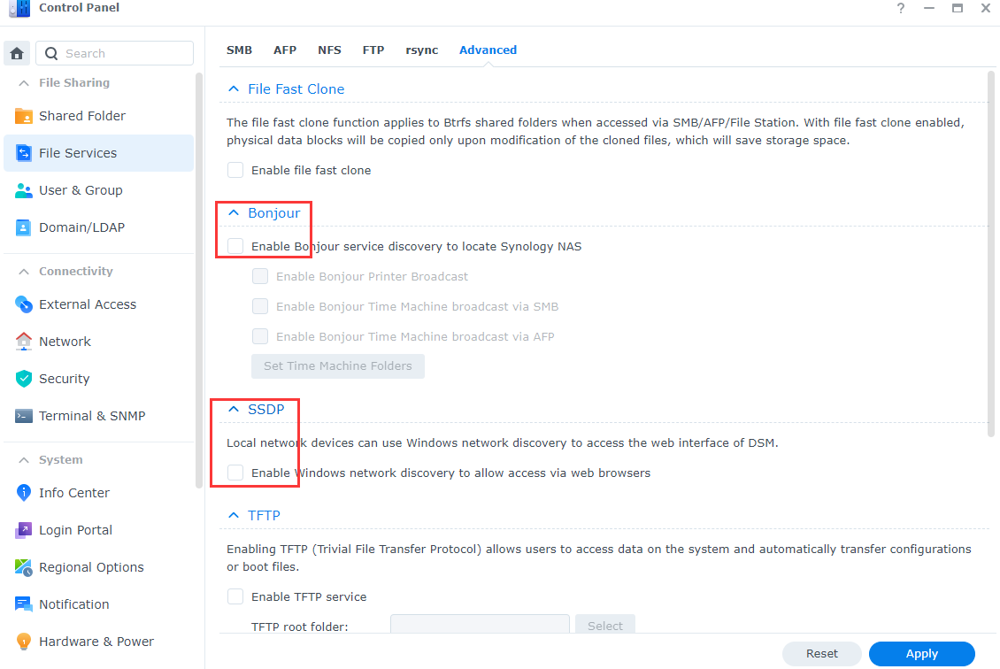 Control Panel
?
Search
File Sharing
Shared Folder
File Services
User & Group
Domain/LDAP
Connectivity
External Access
Network
Security
Terminal & SNMP
System
Info Center
Login Portal
Regional Options
Notification
Hardware & Power
SMB AFP NFS FTP rsync Advanced
File Fast Clone
The file fast clone function applies to Btrfs shared folders when accessed via SMB/AFP/File Station. With file fast clone enabled,
physical data blocks will be copied only upon modification of the cloned files, which will save storage space.
Enable file fast clone
Bonjour
Enable Bonjour service discovery to locate Synology NAS
Enable Bonjour Printer Broadcast
Enable Bonjour Time Machine broadcast via SMB
Enable Bonjour Time Machine broadcast via AFP
Set Time Machine Folders
SSDP
Local network devices can use Windows network discovery to access the web interface of DSM.
Enable Windows network discovery to allow access via web browsers
TFTP
Enabling TFTP (Trivial File Transfer Protocol) allows users to access data on the system and automatically transfer configurations
or boot files.
Enable TFTP service
TFTP root folder: Select
Reset Apply